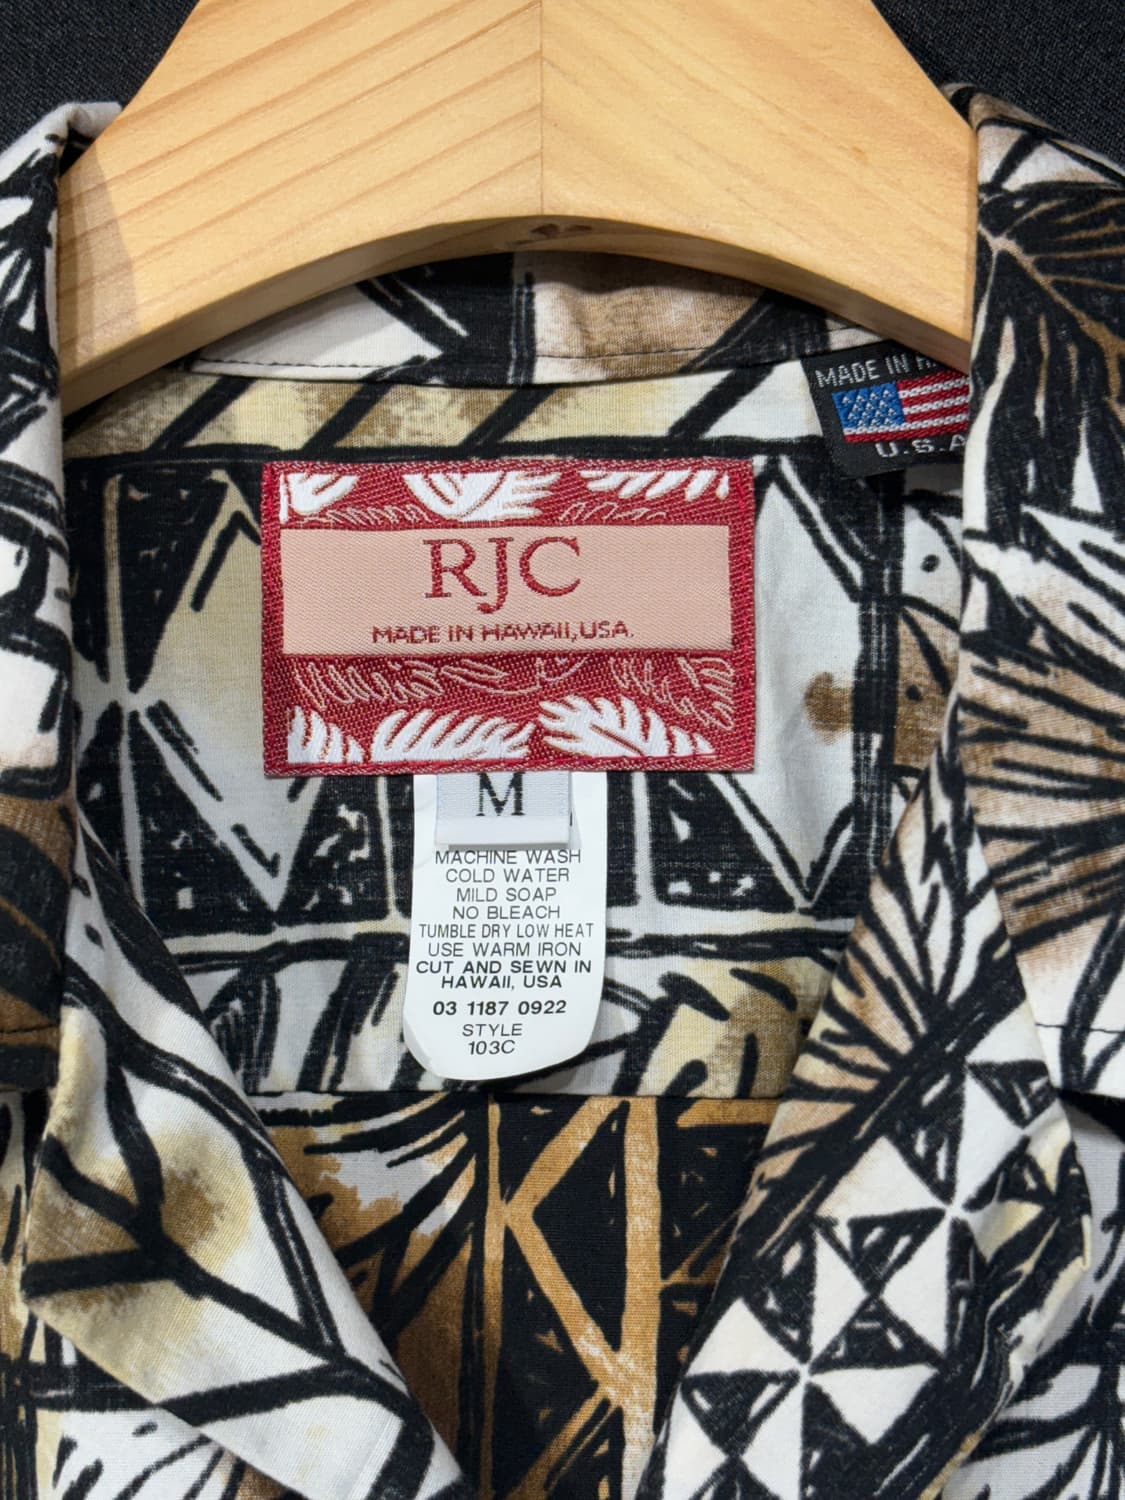 MADE IN
U.S.A
RJC
MADE IN HAWAII, USA.
M
MACHINE WASH
COLD WATER
MILD SOAP
NO BLEACH
TUMBLE DRY LOW HEAT
USE WARM IRON
CUT AND SEWN IN
HAWAII, USA
03 1187 0922
STYLE
103C